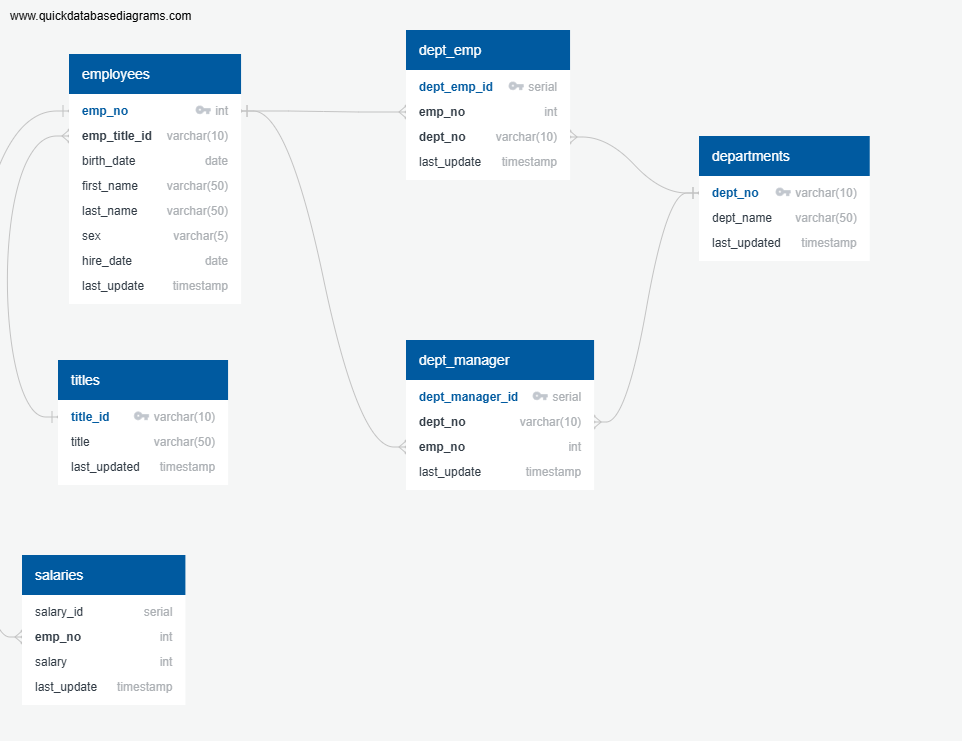 www.quickdatabasediagrams.com
employees
emp_no int
emp_title_id varchar(10)
birth_date date
first_name varchar(50)
last_name varchar(50)
sex varchar(5)
hire_date date
last_update timestamp
dept_emp
dept_emp_id serial
emp_no int
dept_no varchar(10)
last_update timestamp
departments
dept_no varchar(10)
dept_name varchar(50)
last_updated timestamp
titles
title_id varchar(10)
title varchar(50)
last_updated timestamp
dept_manager
dept_manager_id serial
dept_no varchar(10)
emp_no int
last_update timestamp
salaries
salary_id serial
emp_no int
salary int
last_update timestamp